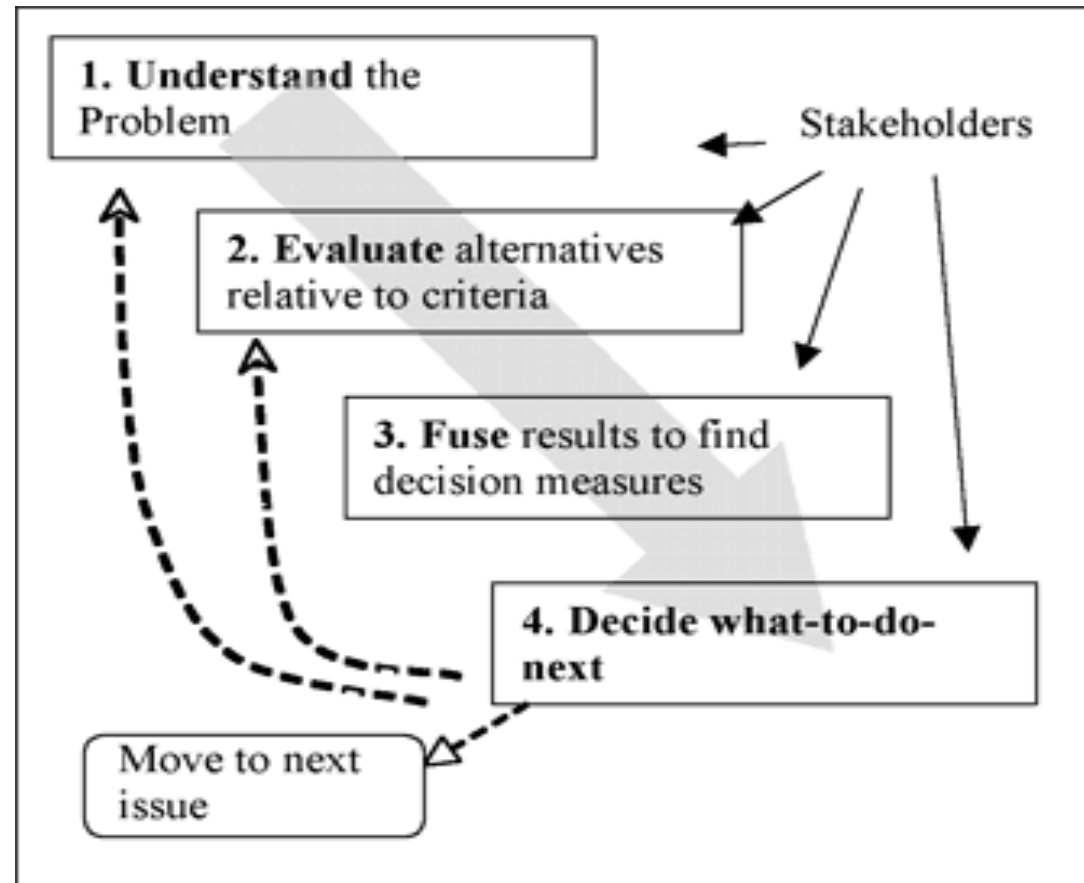 1. Understand the
Problem
Stakeholders
2. Evaluate alternatives
relative to criteria
3. Fuse results to find
decision measures
4. Decide what-to-do-
next
Move to next
issue